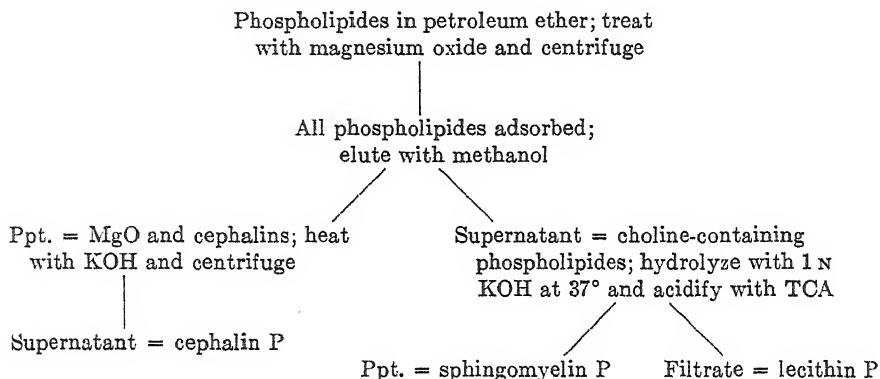 Phospholipides in petroleum ether; treat
with magnesium oxide and centrifuge
All phospholipides adsorbed;
elute with methanol
Ppt. = MgO and cephalins; heat
with KOH and centrifuge
Supernatant = choline-containing
phospholipides; hydrolyze with 1 N
KOH at 37° and acidify with TCA
Supernatant = cephalin P
Ppt. = sphingomyelin P
Filtrate = lecithin P